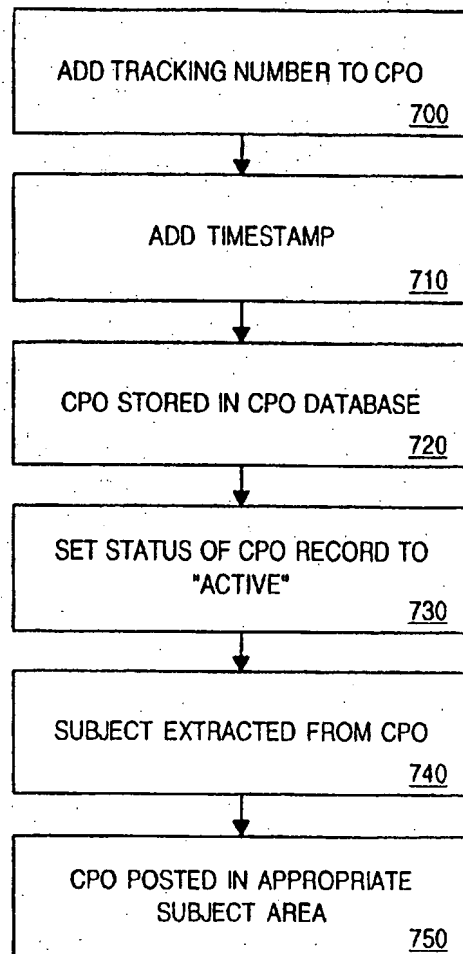 ADD TRACKING NUMBER TO CPO
700
ADD TIMESTAMP
710
CPO STORED IN CPO DATABASE
720
SET STATUS OF CPO RECORD TO
"ACTIVE"
730
SUBJECT EXTRACTED FROM CPO
740
CPO POSTED IN APPROPRIATE
SUBJECT AREA
750